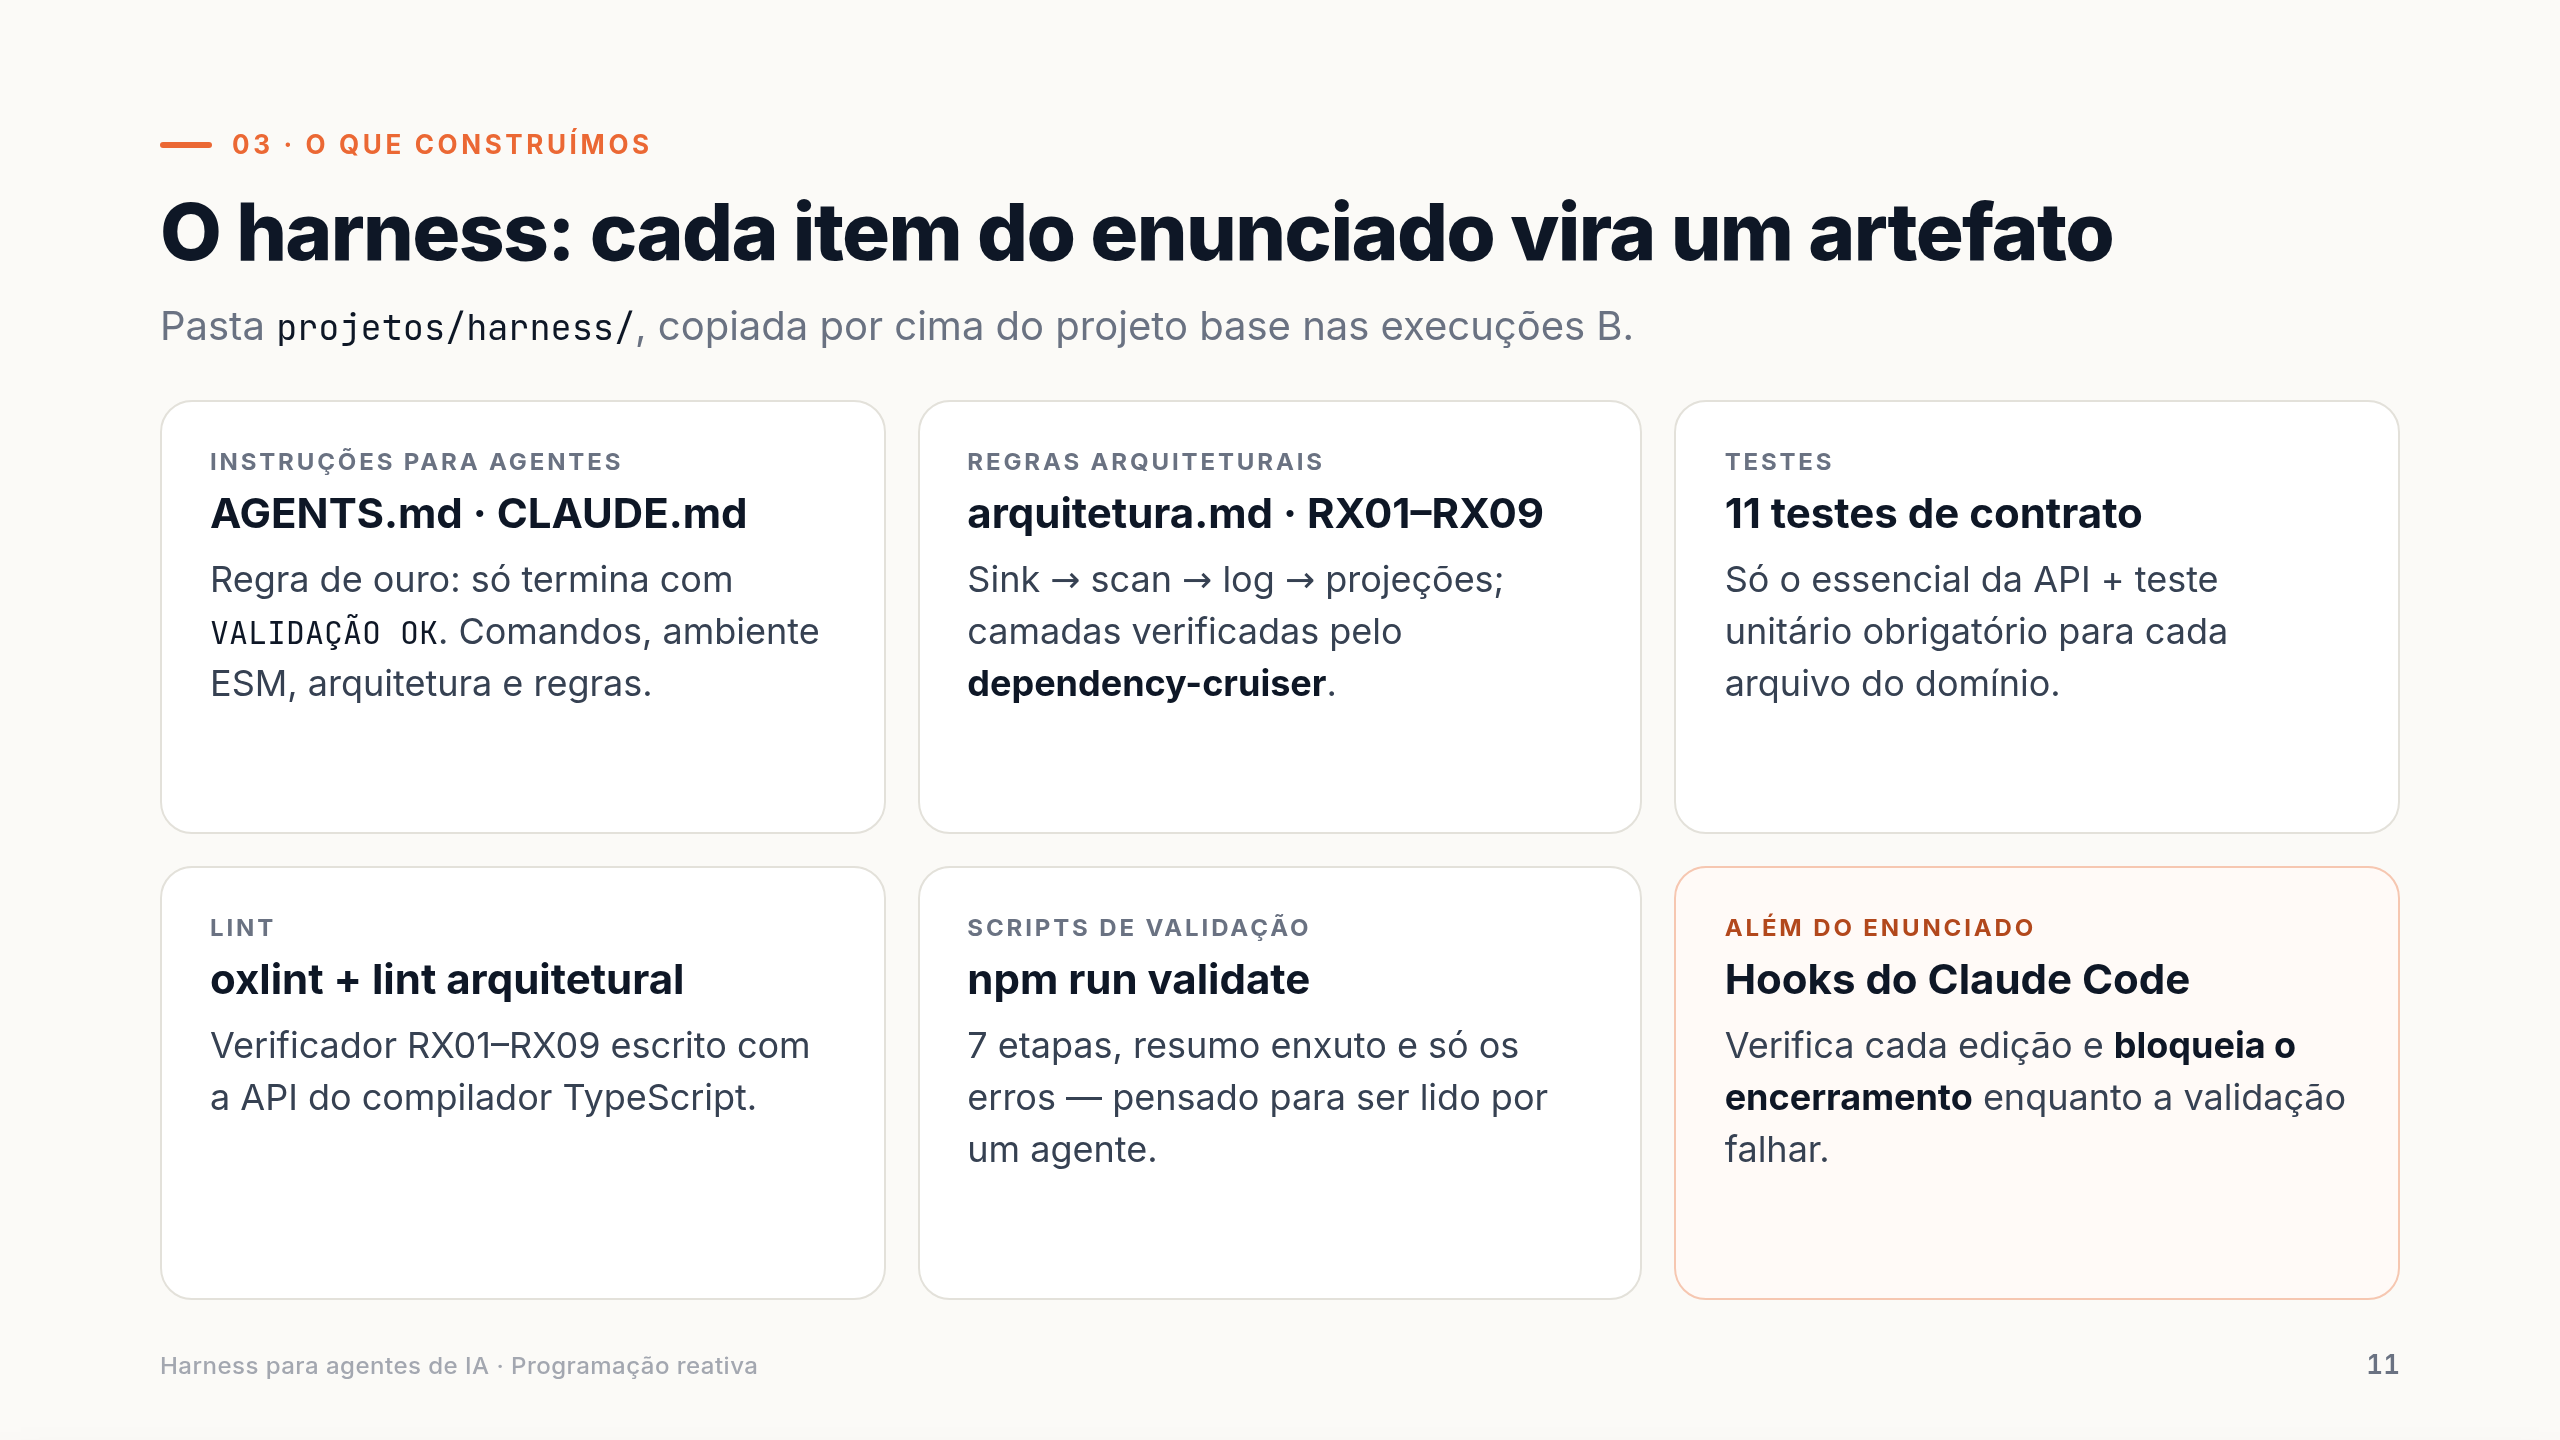 03 · O QUE CONSTRUÍMOS
O harness: cada item do enunciado vira um artefato
Pasta projetos/harness/, copiada por cima do projeto base nas execuções B.
INSTRUÇÕES PARA AGENTES
AGENTS.md · CLAUDE.md
Regra de ouro: só termina com
VALIDAÇÃO OK. Comandos, ambiente
ESM, arquitetura e regras.
REGRAS ARQUITETURAIS
arquitetura.md · RX01–RX09
Sink → scan → log → projeções;
camadas verificadas pelo
dependency-cruiser.
TESTES
11 testes de contrato
Só o essencial da API + teste
unitário obrigatório para cada
arquivo do domínio.
LINT
oxlint + lint arquitetural
Verificador RX01–RX09 escrito com
a API do compilador TypeScript.
SCRIPTS DE VALIDAÇÃO
npm run validate
7 etapas, resumo enxuto e só os
erros — pensado para ser lido por
um agente.
ALÉM DO ENUNCIADO
Hooks do Claude Code
Verifica cada edição e bloqueia o
encerramento enquanto a validação
falhar.
Harness para agentes de IA · Programação reativa
11